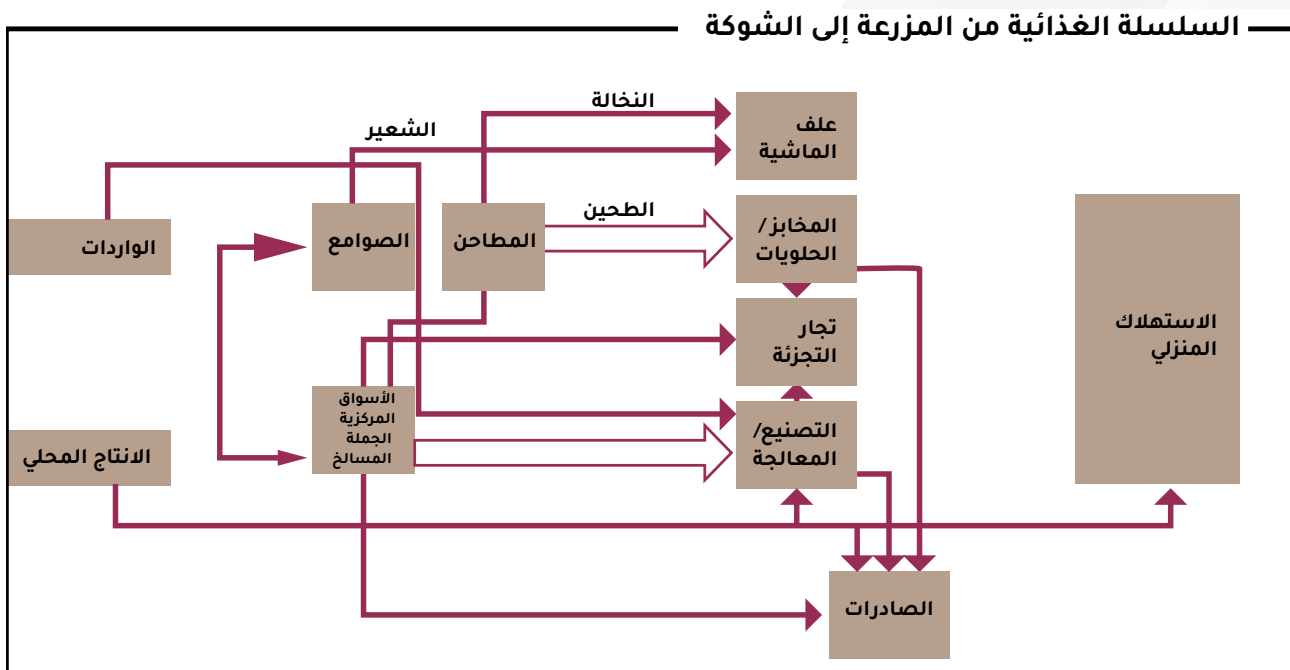 السلسلة الغذائية من المزرعة إلى الشوكة
النخالة
الشعير
علف
الماشية
الواردات
الصوامع
المطاحن
الطحين
المخابز /
الحلويات
تجار
التجزئة
الاستهلاك
المنزلي
الانتاج المحلي
الأسواق
المركزية
الجملة
المسالخ
التصنيع/
المعالجة
الصادرات